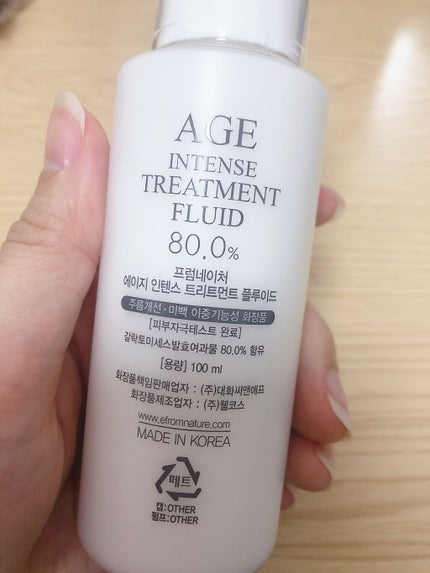 AGE
INTENSE
TREATMENT
FLUID
80.0%
프럼네이처
에이지 인텐스 트리트먼트 플루이드
주름개선·미백 이중기능성 화장품
[피부자극테스트 완료]
갈락토미세스발효여과물 80.0% 함유
[용량] 100 ml
화장품책임판매업자 : (주)대화씨앤에프
화장품제조업자 : (주)웰코스
www.efromnature.com
MADE IN KOREA
페트
캡:OTHER
펌프:OTHER